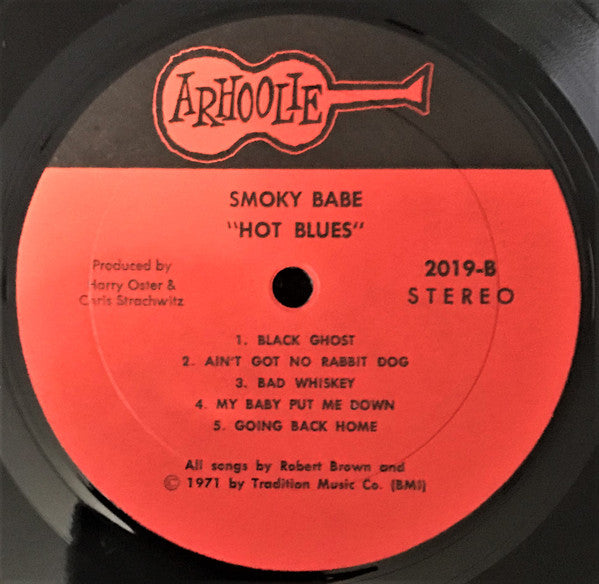 ARHOOLIE
SMOKY BABE
"HOT BLUES"
Produced by
Harry Oster &
Chris Strachwitz
2019-B
STEREO
1. BLACK GHOST
2. AIN'T GOT NO RABBIT DOG
3. BAD WHISKEY
4. MY BABY PUT ME DOWN
5. GOING BACK HOME
All songs by Robert Brown and
© 1971 by Tradition Music Co. (BMI)